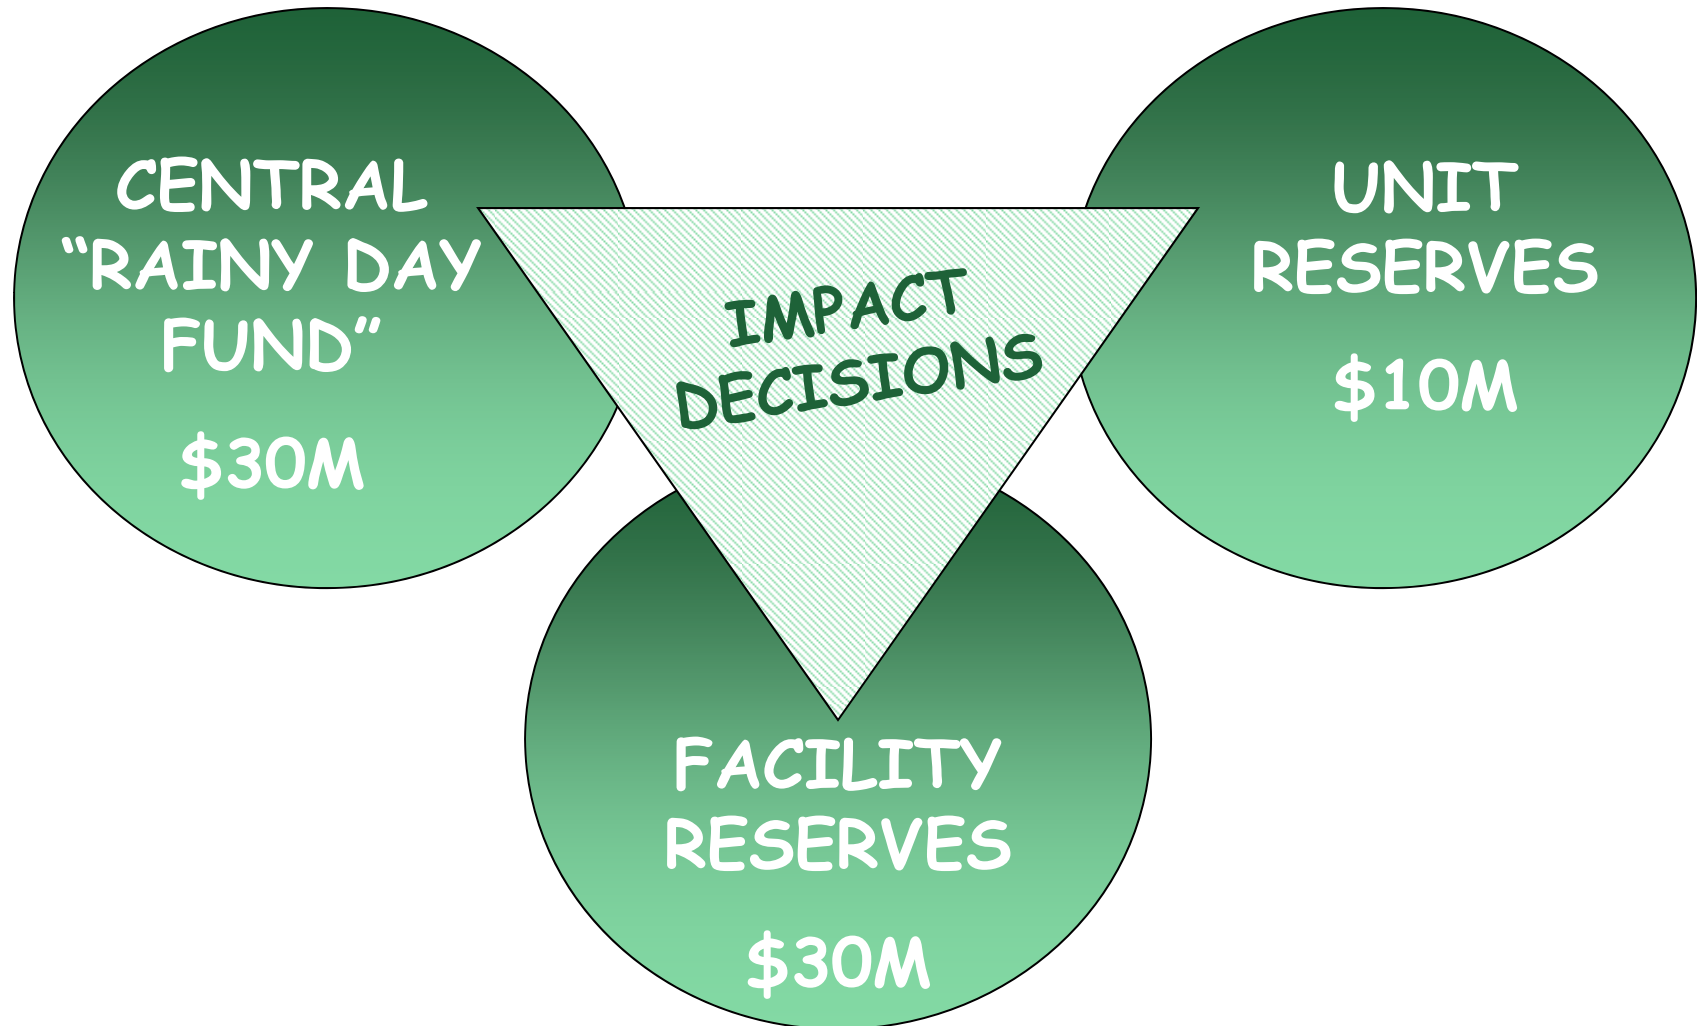 CENTRAL
“RAINY DAY
FUND”
$30M
IMPACT
DECISIONS
UNIT
RESERVES
$10M
FACILITY
RESERVES
$30M